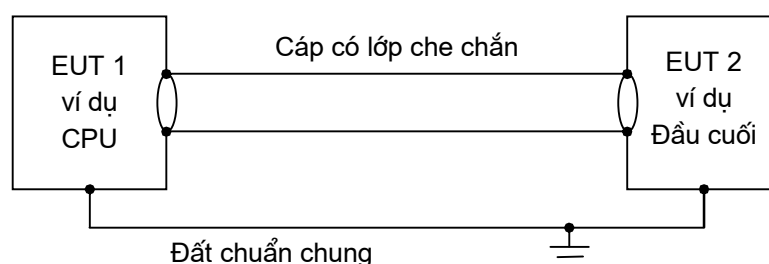 Cáp có lớp che chắn
EUT 1
ví dụ
CPU
EUT 2
ví dụ
Đầu cuối
Đất chuẩn chung